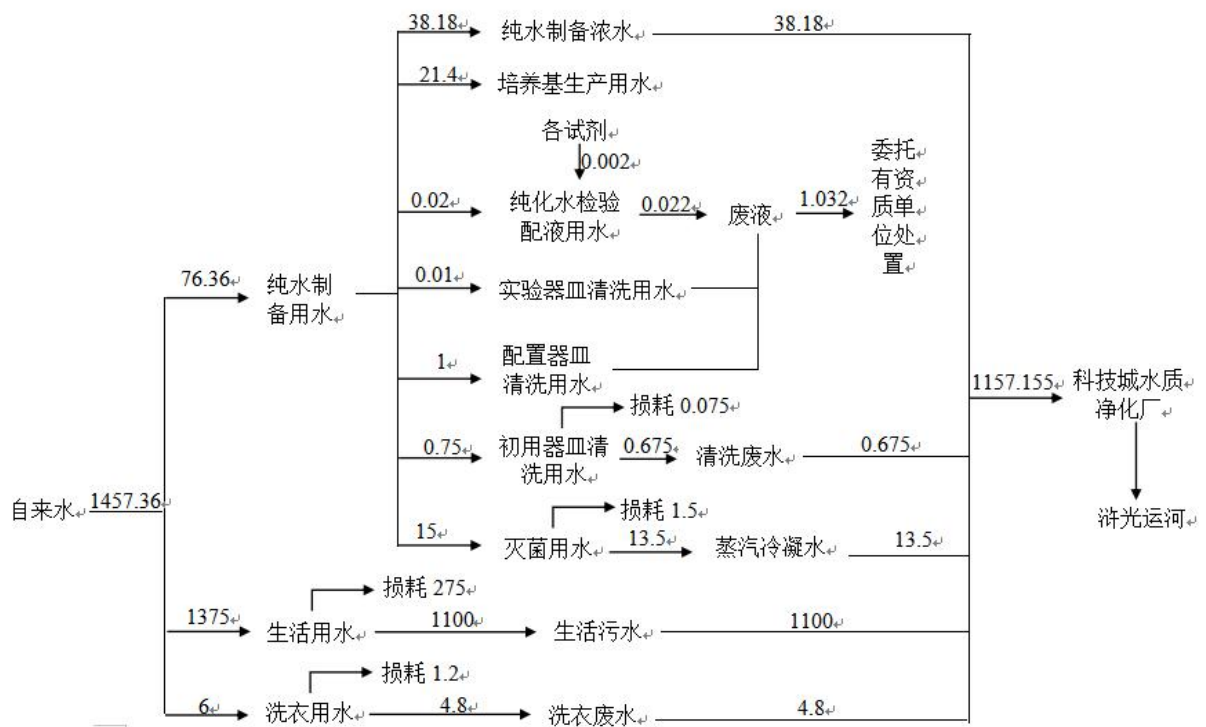 38.18
纯水制备浓水
38.18
21.4
培养基生产用水
各试剂
0.002
委托
有资
质单
位处
置
0.02
纯化水检验
配液用水
0.022
废液
1.032
76.36
纯水制
备用水
0.01
实验器皿清洗用水
1
配置器皿
清洗用水
1157.155
科技城水质
净化厂
损耗 0.075
0.75
初用器皿清
洗用水
0.675
清洗废水
0.675
自来水
1457.36
损耗 1.5
浒光运河
15
灭菌用水
13.5
蒸汽冷凝水
13.5
损耗 275
1375
生活用水
1100
生活污水
1100
损耗 1.2
6
洗衣用水
4.8
洗衣废水
4.8